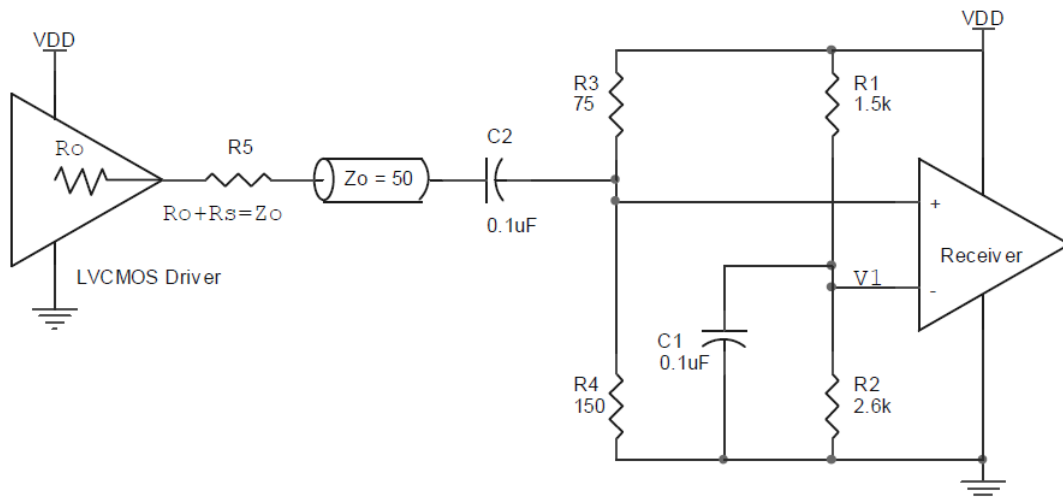 VDD
Ro
R5
Ro+Rs=Zo
LVCMOS Driver
Zo = 50
C2
0.1uF
R3
75
R4
150
VDD
R1
1.5k
C1
0.1uF
V1
R2
2.6k
+
-
Receiver